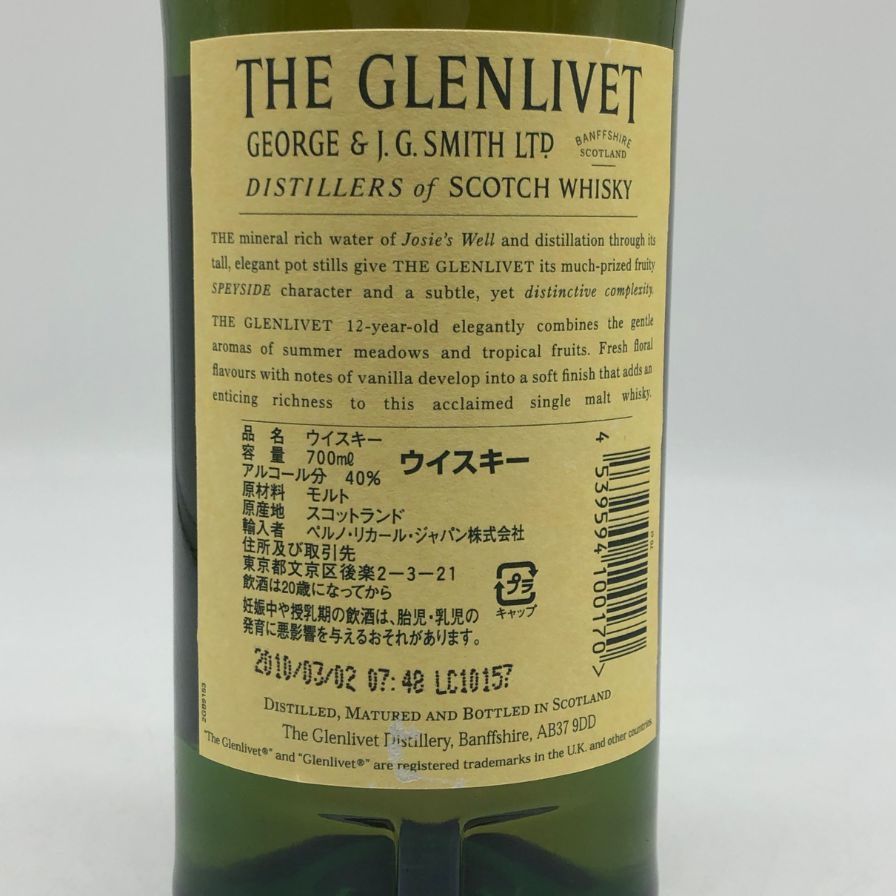 THE GLENLIVET
GEORGE & J. G. SMITH LTD BANFFSHIRE SCOTLAND
DISTILLERS of SCOTCH WHISKY
THE mineral rich water of Josie's Well and distillation through its
tall, elegant pot stills give THE GLENLIVET its much-prized fruity
SPEYSIDE character and a subtle, yet distinctive complexity.
THE GLENLIVET 12-year-old elegantly combines the gentle
aromas of summer meadows and tropical fruits. Fresh floral
flavours with notes of vanilla develop into a soft finish that adds an
enticing richness to this acclaimed single malt whisky.
品 名 ウイスキー
容 量 700mℓ
ウイスキー
アルコール分 40%
原材料 モルト
原産地 スコットランド
輸入者 ペルノ・リカール・ジャパン株式会社
住所及び取引先
東京都文京区後楽2-3-21
飲酒は20歳になってから
妊娠中や授乳期の飲酒は、胎児・乳児の
発育に悪影響を与えるおそれがあります。
プラ
キャップ
4 539594 100170 >
70 cl
2010/03/02 07:48 LC10157
2GB9153
DISTILLED, MATURED AND BOTTLED IN SCOTLAND
The Glenlivet Distillery, Banffshire, AB37 9DD
"The Glenlivet®" and "Glenlivet®" are registered trademarks in the U.K. and other countries.